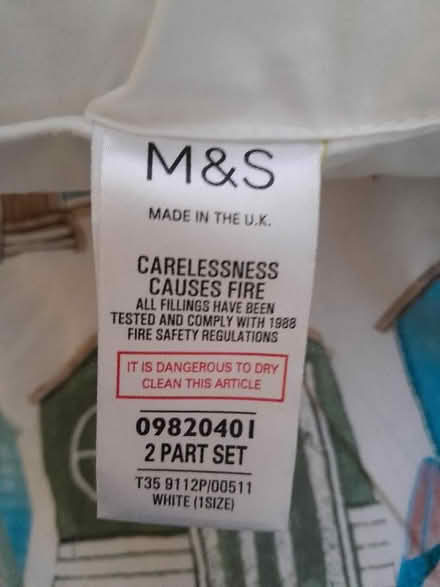 M&S
MADE IN THE U.K.
CARELESSNESS
CAUSES FIRE
ALL FILLINGS HAVE BEEN
TESTED AND COMPLY WITH 1988
FIRE SAFETY REGULATIONS
IT IS DANGEROUS TO DRY
CLEAN THIS ARTICLE
09820401
2 PART SET
T35 9112P/00511
WHITE (1SIZE)